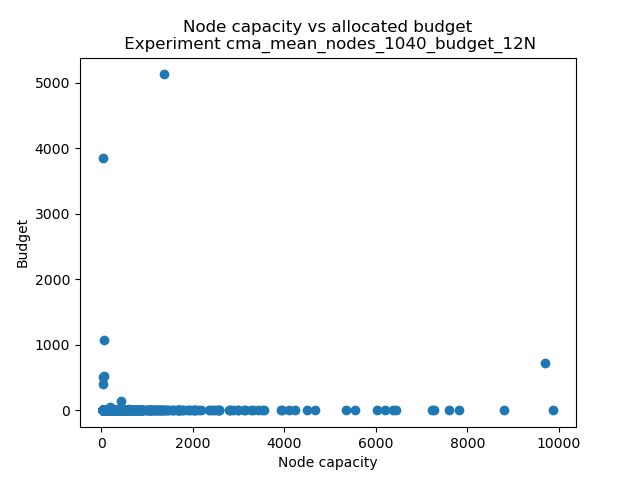 Node capacity vs allocated budget
Experiment cma_mean_nodes_1040_budget_12N
5000
4000
3000
2000
1000
0
Budget
0 2000 4000 6000 8000 10000
Node capacity